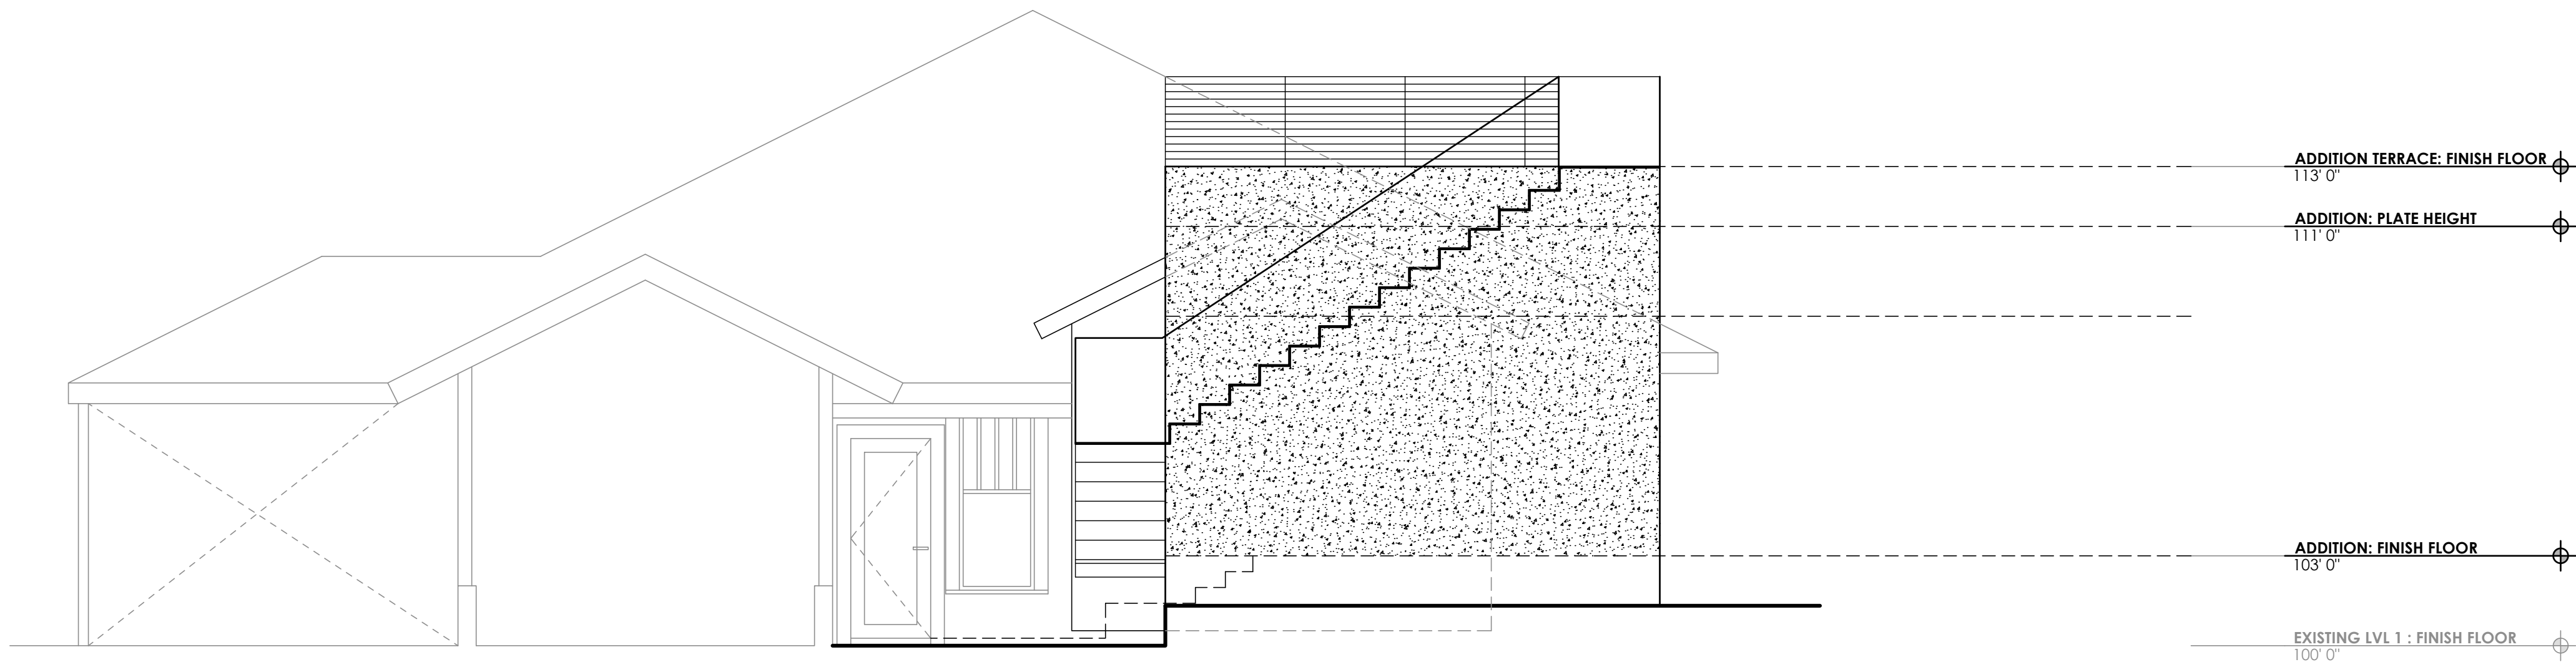 ADDITION TERRACE: FINISH FLOOR
113' 0"
ADDITION: PLATE HEIGHT
111' 0"
ADDITION: FINISH FLOOR
103' 0"
EXISTING LVL 1 : FINISH FLOOR
100' 0"